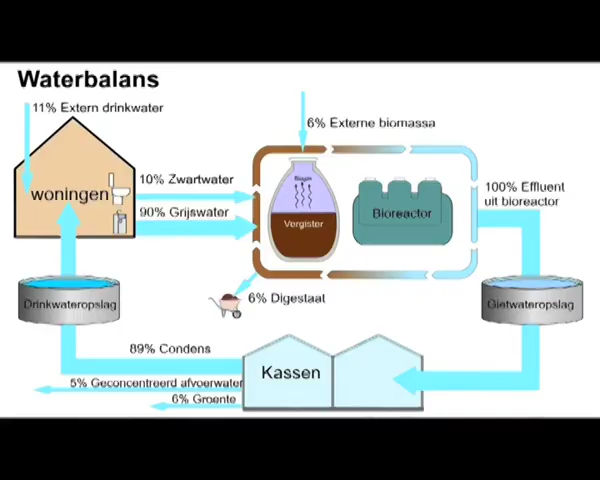 Waterbalans
11% Extern drinkwater
6% Externe biomassa
10% Zwartwater
woningen
90% Grijswater
Biogas
Vergister
Bioreactor
100% Effluent
uit bioreactor
Drinkwateropslag
6% Digestaat
Gietwateropslag
89% Condens
Kassen
5% Geconcentreerd afvoerwater
6% Groente